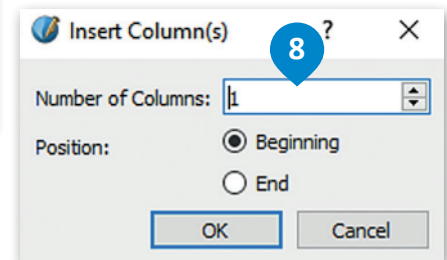 Insert Column(s) ?
8
Number of Columns: 1
Position: Beginning
End
OK Cancel